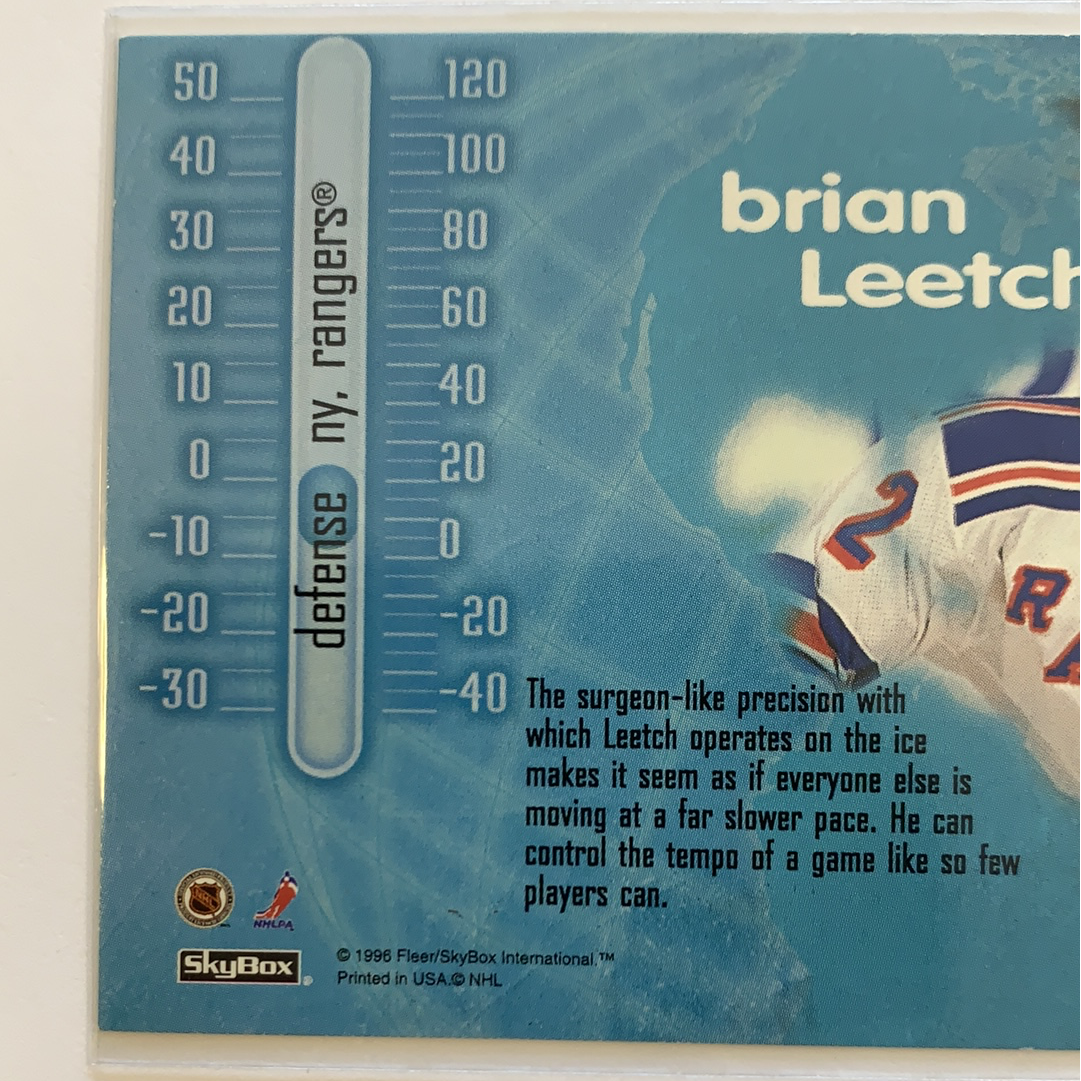 50 120
40 100
30 80
20 60
10 40
0 20
-10 0
-20 -20
-30 -40
defense ny. rangers®
brian
Leetch
2
RA
The surgeon-like precision with
which Leetch operates on the ice
makes it seem as if everyone else is
moving at a far slower pace. He can
control the tempo of a game like so few
players can.
NHLPA
SkyBox
© 1996 Fleer/SkyBox International.™
Printed in USA.© NHL